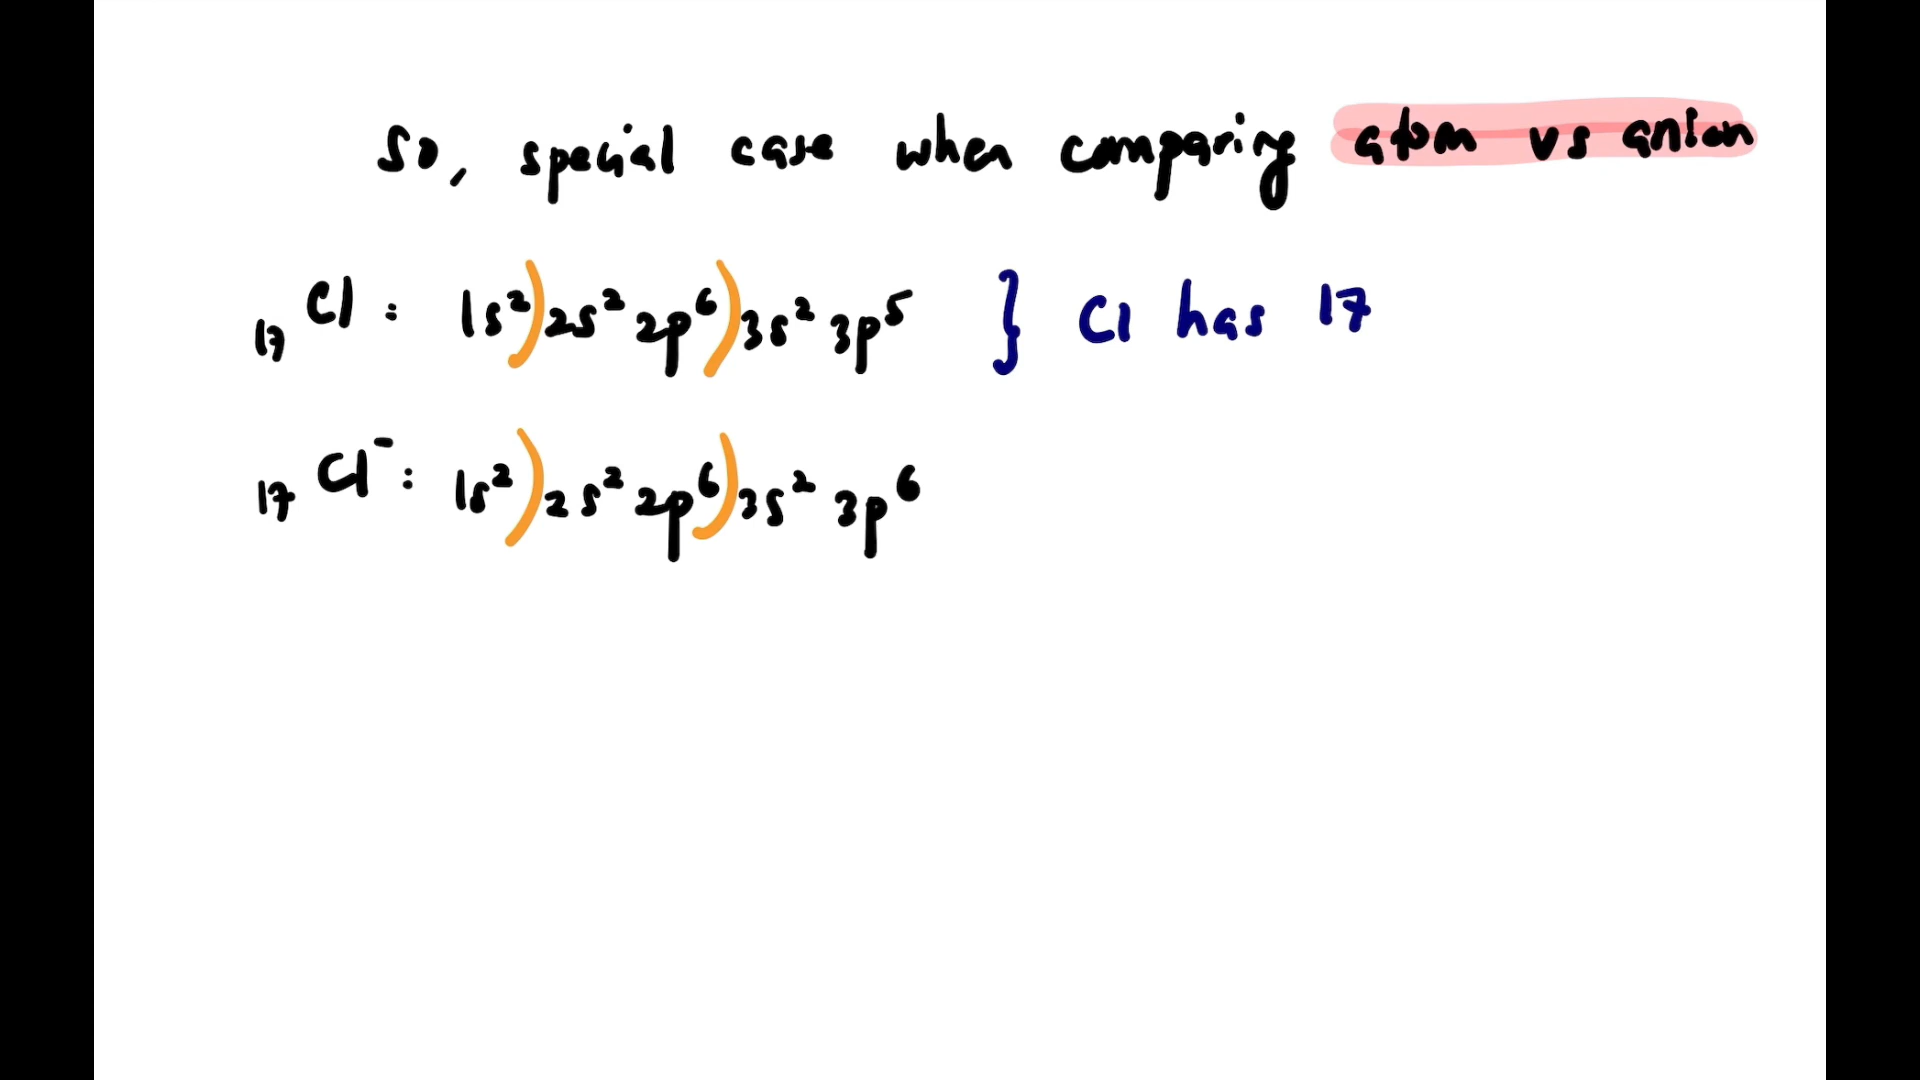 So, special case when comparing atom vs anion
₁₇Cl : 1s²)2s² 2p⁶)3s² 3p⁵ } Cl has 17
₁₇Cl⁻: 1s²)2s² 2p⁶)3s² 3p⁶